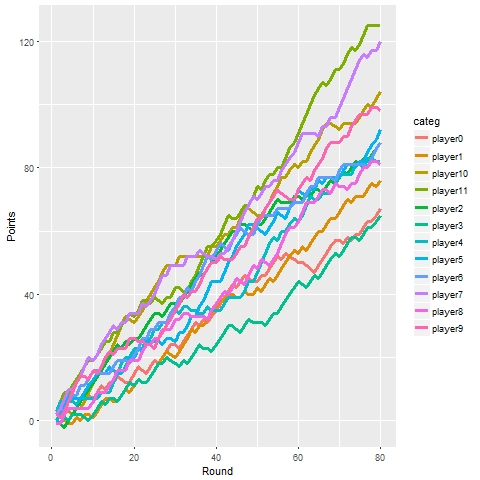 120
80
40
0
Points
0
20
40
60
80
Round
categ
player0
player1
player10
player11
player2
player3
player4
player5
player6
player7
player8
player9